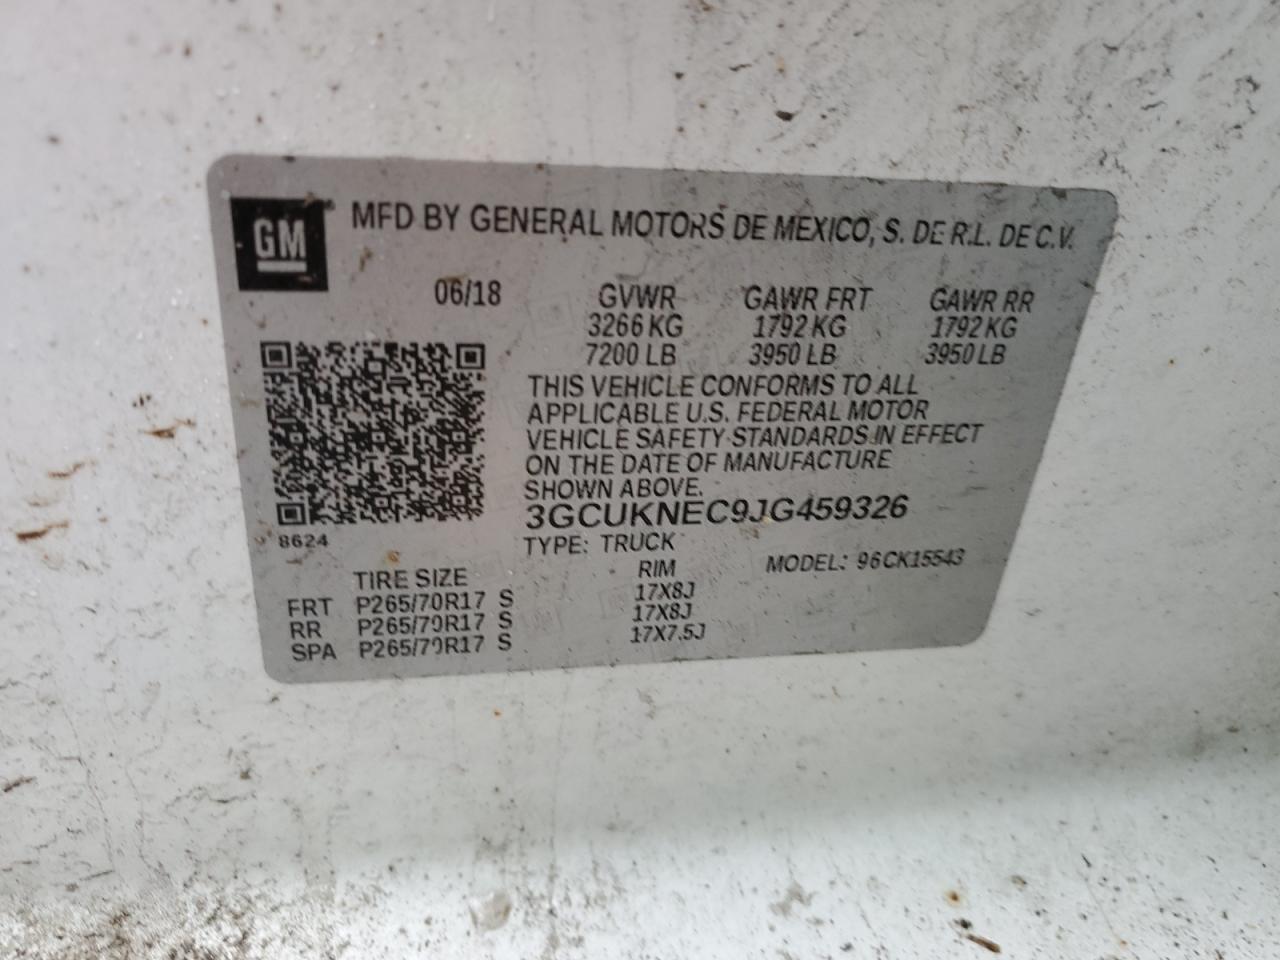 GM
MFD BY GENERAL MOTORS DE MEXICO, S. DE R.L. DE C.V.
06/18 GVWR GAWR FRT GAWR RR
3266 KG 1792 KG 1792 KG
7200 LB 3950 LB 3950 LB
THIS VEHICLE CONFORMS TO ALL
APPLICABLE U.S. FEDERAL MOTOR
VEHICLE SAFETY STANDARDS IN EFFECT
ON THE DATE OF MANUFACTURE
SHOWN ABOVE.
3GCUKNEC9JG459326
8624
TYPE: TRUCK MODEL: 96CK15543
TIRE SIZE RIM
FRT P265/70R17 S 17X8J
RR P265/70R17 S 17X8J
SPA P265/70R17 S 17X7.5J